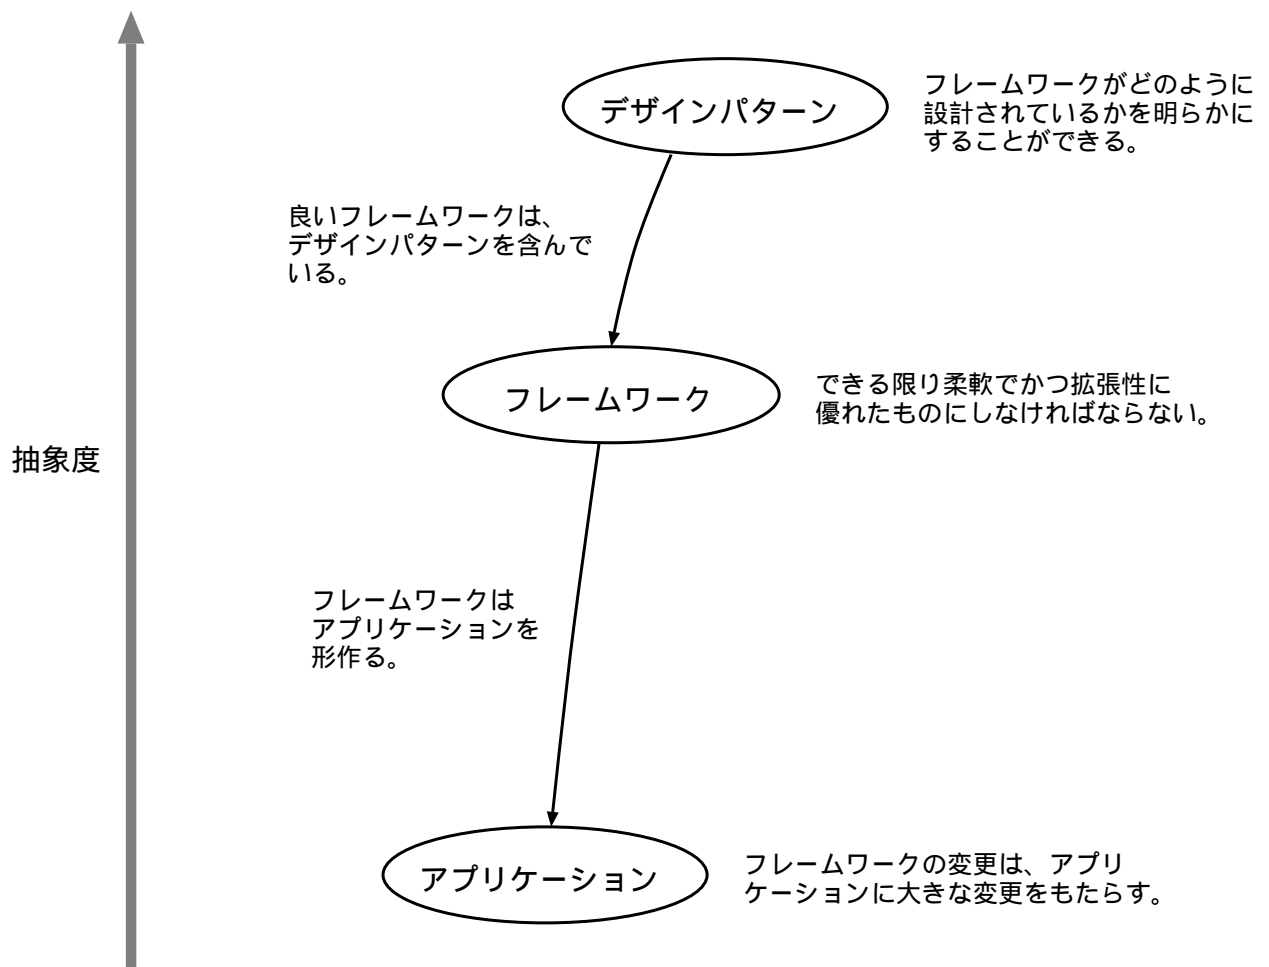 デザインパターン
フレームワークがどのように
設計されているかを明らかに
することができる。
良いフレームワークは、
デザインパターンを含んで
いる。
フレームワーク
できる限り柔軟でかつ拡張性に
優れたものにしなければならない。
抽象度
フレームワークは
アプリケーションを
形作る。
アプリケーション
フレームワークの変更は、アプリ
ケーションに大きな変更をもたらす。